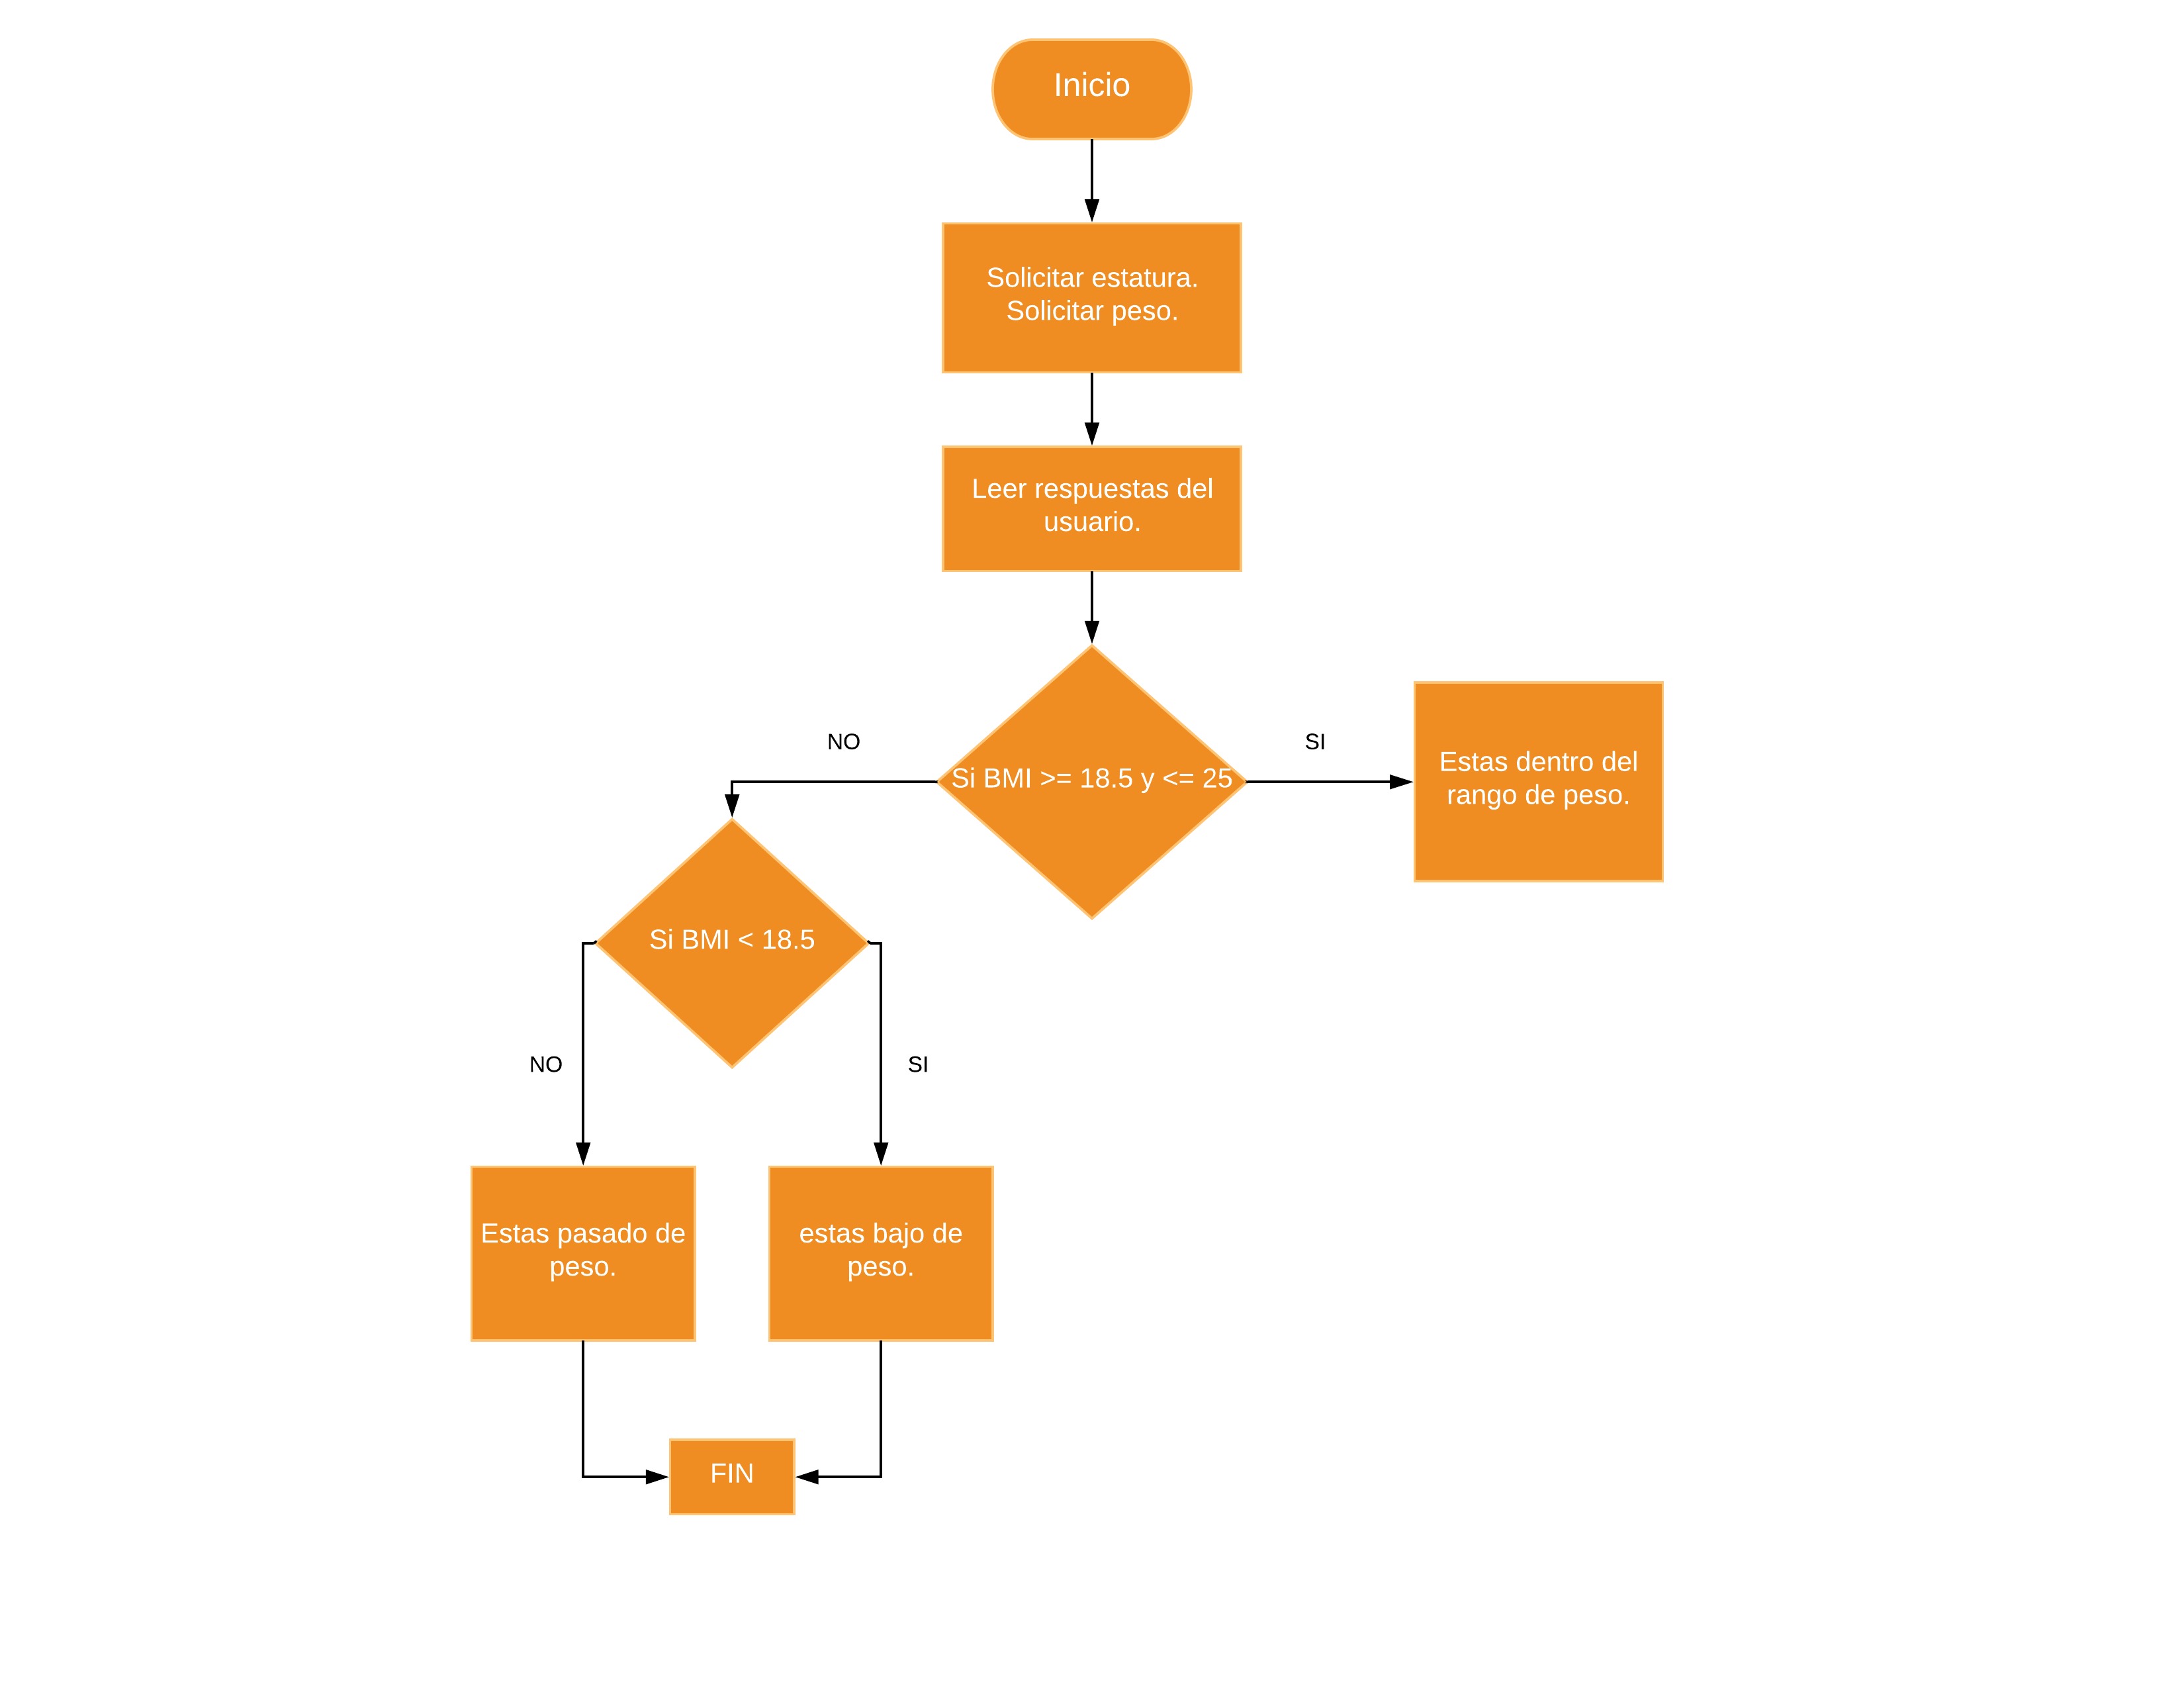 Inicio
Solicitar estatura.
Solicitar peso.
Leer respuestas del
usuario.
NO
SI
Si BMI >= 18.5 y <= 25
Estas dentro del
rango de peso.
Si BMI < 18.5
NO
SI
Estas pasado de
peso.
estas bajo de
peso.
FIN